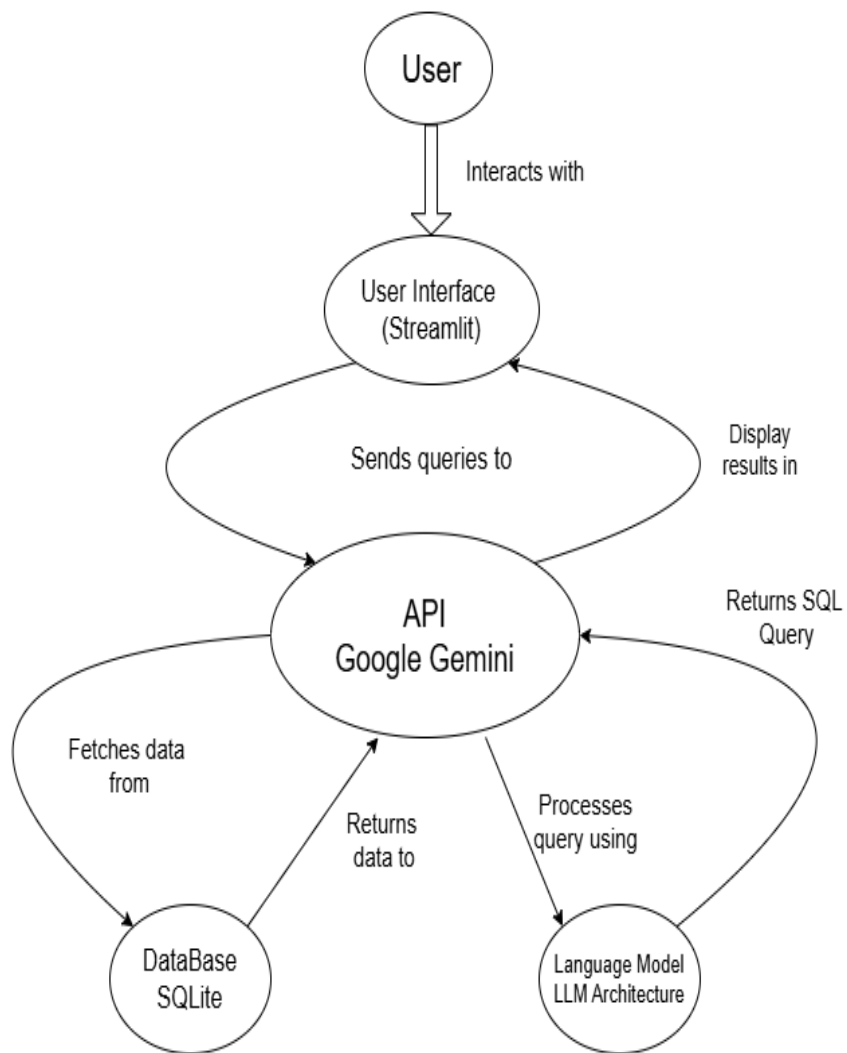 User
Interacts with
User Interface
(Streamlit)
Sends queries to
Display
results in
API
Google Gemini
Returns SQL
Query
Fetches data
from
Returns
data to
Processes
query using
DataBase
SQLite
Language Model
LLM Architecture